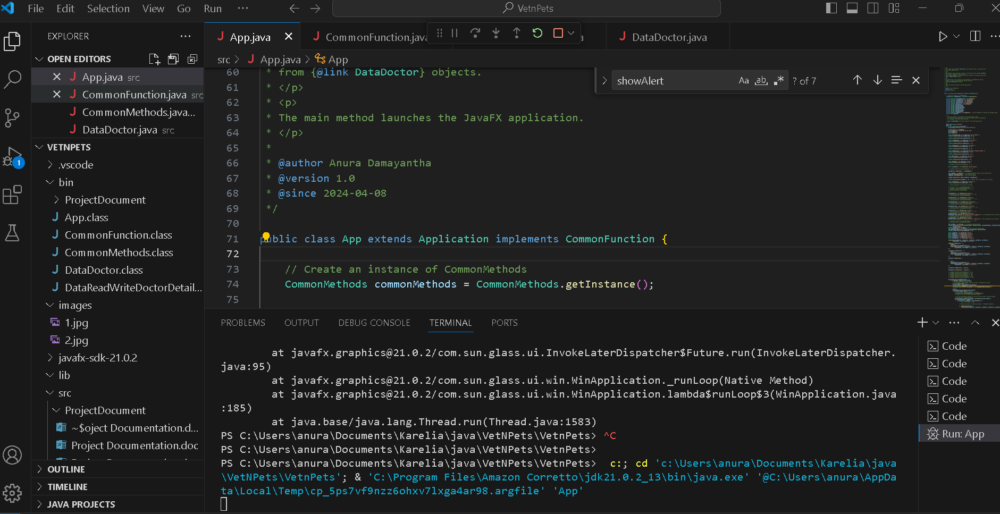 File Edit Selection View Go Run ··· VetnPets
EXPLORER ···
OPEN EDITORS
App.java src
CommonFunction.java src
CommonMethods.java...
DataDoctor.java src
VETNPETS
.vscode
bin
ProjectDocument
App.class
CommonFunction.class
CommonMethods.class
DataDoctor.class
DataReadWriteDoctorDetail...
images
1.jpg
2.jpg
javafx-sdk-21.0.2
lib
src
ProjectDocument
~$oject Documentation.d...
Project Documentation.doc
OUTLINE
TIMELINE
JAVA PROJECTS
1
App.java CommonFunction.java DataDoctor.java
src > App.java > App
showAlert Aa ab .* ? of 7
60 * from {@link DataDoctor} objects.
61 * </p>
62 * <p>
63 * The main method launches the JavaFX application.
64 * </p>
65 *
66 * @author Anura Damayantha
67 * @version 1.0
68 * @since 2024-04-08
69 */
70
71 public class App extends Application implements CommonFunction {
72
73 // Create an instance of CommonMethods
74 CommonMethods commonMethods = CommonMethods.getInstance();
75
PROBLEMS OUTPUT DEBUG CONSOLE TERMINAL PORTS
at javafx.graphics@21.0.2/com.sun.glass.ui.InvokeLaterDispatcher$Future.run(InvokeLaterDispatcher.
java:95)
at javafx.graphics@21.0.2/com.sun.glass.ui.win.WinApplication._runLoop(Native Method)
at javafx.graphics@21.0.2/com.sun.glass.ui.win.WinApplication.lambda$runLoop$3(WinApplication.java
:185)
at java.base/java.lang.Thread.run(Thread.java:1583)
PS C:\Users\anura\Documents\Karelia\java\VetNPets\VetnPets> ^C
PS C:\Users\anura\Documents\Karelia\java\VetNPets\VetnPets>
PS C:\Users\anura\Documents\Karelia\java\VetNPets\VetnPets>  c:; cd 'c:\Users\anura\Documents\Karelia\java
\VetNPets\VetnPets'; & 'C:\Program Files\Amazon Corretto\jdk21.0.2_13\bin\java.exe' '@C:\Users\anura\AppDa
ta\Local\Temp\cp_5ps7vf9nzz6ohxv7lxga4ar98.argfile' 'App'
Code
Code
Code
Code
Code
Run: App